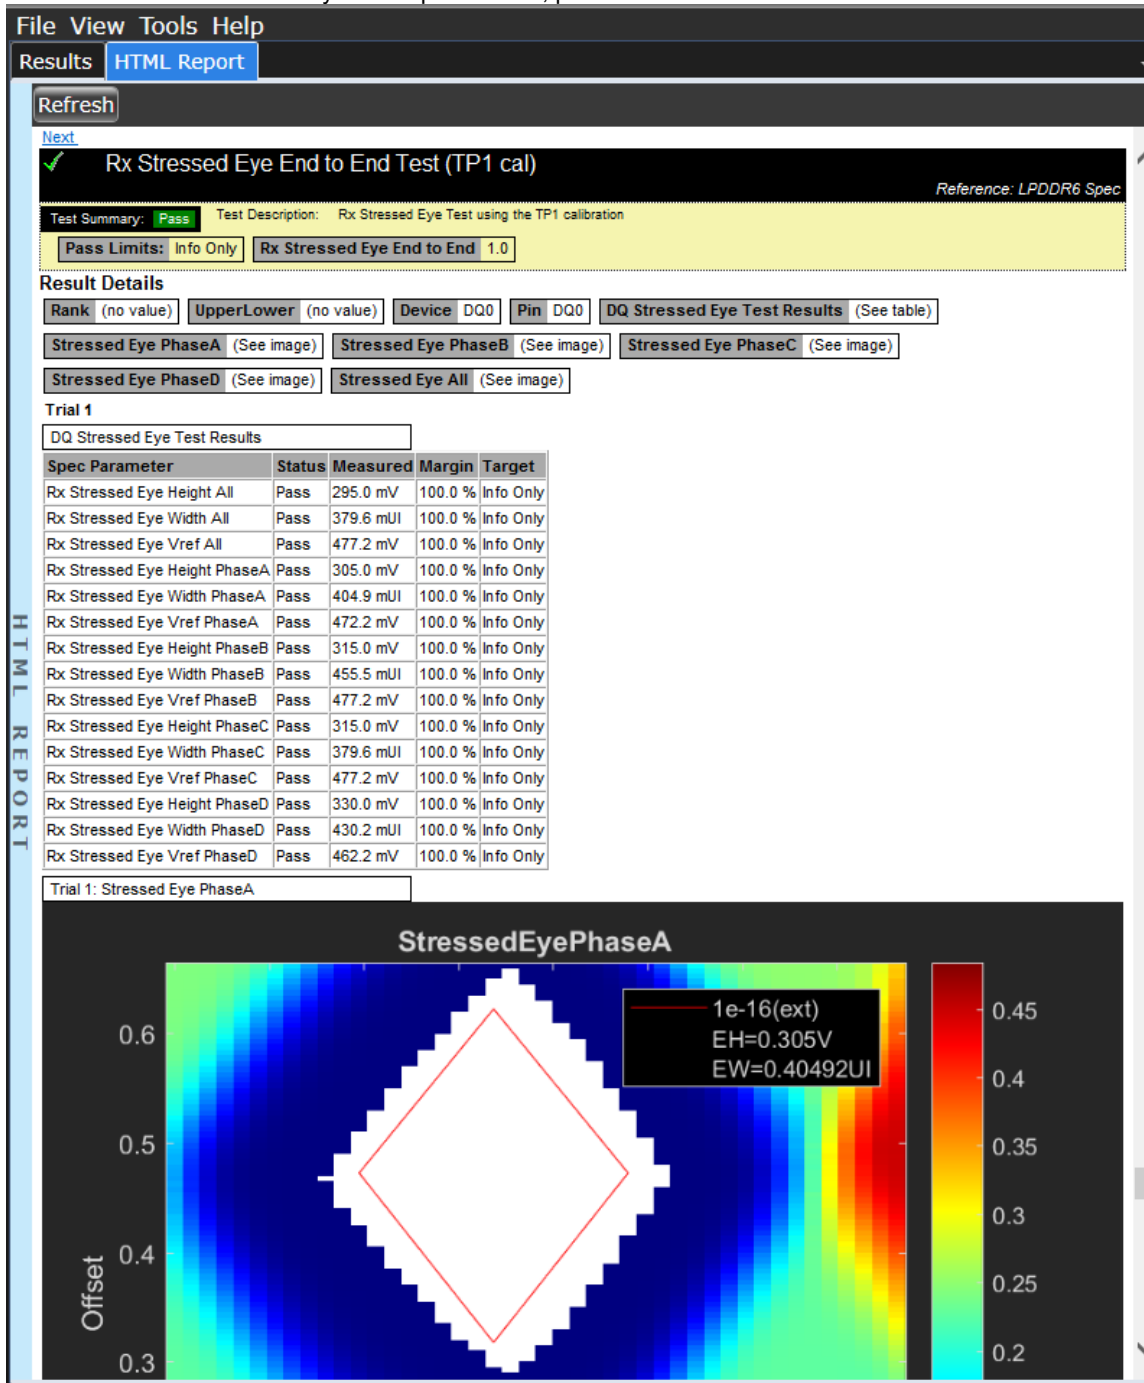 File View Tools Help
Results HTML Report
Refresh
Next
Rx Stressed Eye End to End Test (TP1 cal)
Reference: LPDDR6 Spec
Test Summary: Pass Test Description: Rx Stressed Eye Test using the TP1 calibration
Pass Limits: Info Only Rx Stressed Eye End to End 1.0
Result Details
Rank (no value) UpperLower (no value) Device DQ0 Pin DQ0 DQ Stressed Eye Test Results (See table)
Stressed Eye PhaseA (See image) Stressed Eye PhaseB (See image) Stressed Eye PhaseC (See image)
Stressed Eye PhaseD (See image) Stressed Eye All (See image)
Trial 1
DQ Stressed Eye Test Results
Spec Parameter Status Measured Margin Target
Rx Stressed Eye Height All Pass 295.0 mV 100.0 % Info Only
Rx Stressed Eye Width All Pass 379.6 mUI 100.0 % Info Only
Rx Stressed Eye Vref All Pass 477.2 mV 100.0 % Info Only
Rx Stressed Eye Height PhaseA Pass 305.0 mV 100.0 % Info Only
Rx Stressed Eye Width PhaseA Pass 404.9 mUI 100.0 % Info Only
Rx Stressed Eye Vref PhaseA Pass 472.2 mV 100.0 % Info Only
Rx Stressed Eye Height PhaseB Pass 315.0 mV 100.0 % Info Only
Rx Stressed Eye Width PhaseB Pass 455.5 mUI 100.0 % Info Only
Rx Stressed Eye Vref PhaseB Pass 477.2 mV 100.0 % Info Only
Rx Stressed Eye Height PhaseC Pass 315.0 mV 100.0 % Info Only
Rx Stressed Eye Width PhaseC Pass 379.6 mUI 100.0 % Info Only
Rx Stressed Eye Vref PhaseC Pass 477.2 mV 100.0 % Info Only
Rx Stressed Eye Height PhaseD Pass 330.0 mV 100.0 % Info Only
Rx Stressed Eye Width PhaseD Pass 430.2 mUI 100.0 % Info Only
Rx Stressed Eye Vref PhaseD Pass 462.2 mV 100.0 % Info Only
HTML REPORT
Trial 1: Stressed Eye PhaseA
StressedEyePhaseA
1e-16(ext)
EH=0.305V
EW=0.40492UI
0.6
0.5
0.4
0.3
Offset
0.45
0.4
0.35
0.3
0.25
0.2